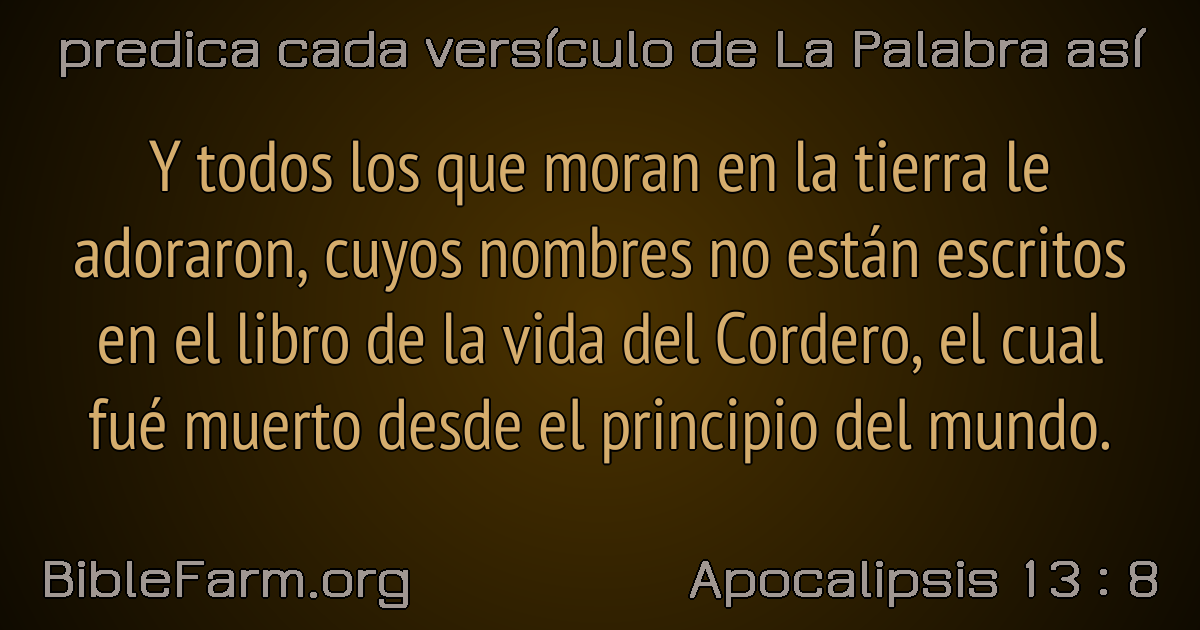 predica cada versículo de La Palabra así
Y todos los que moran en la tierra le
adoraron, cuyos nombres no están escritos
en el libro de la vida del Cordero, el cual
fué muerto desde el principio del mundo.
BibleFarm.org
Apocalipsis 13 : 8